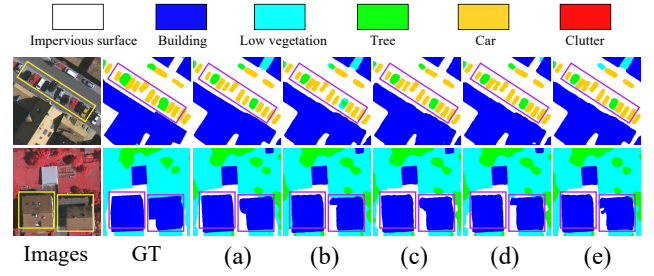 Impervious surface Building Low vegetation Tree Car Clutter
Images GT (a) (b) (c) (d) (e)